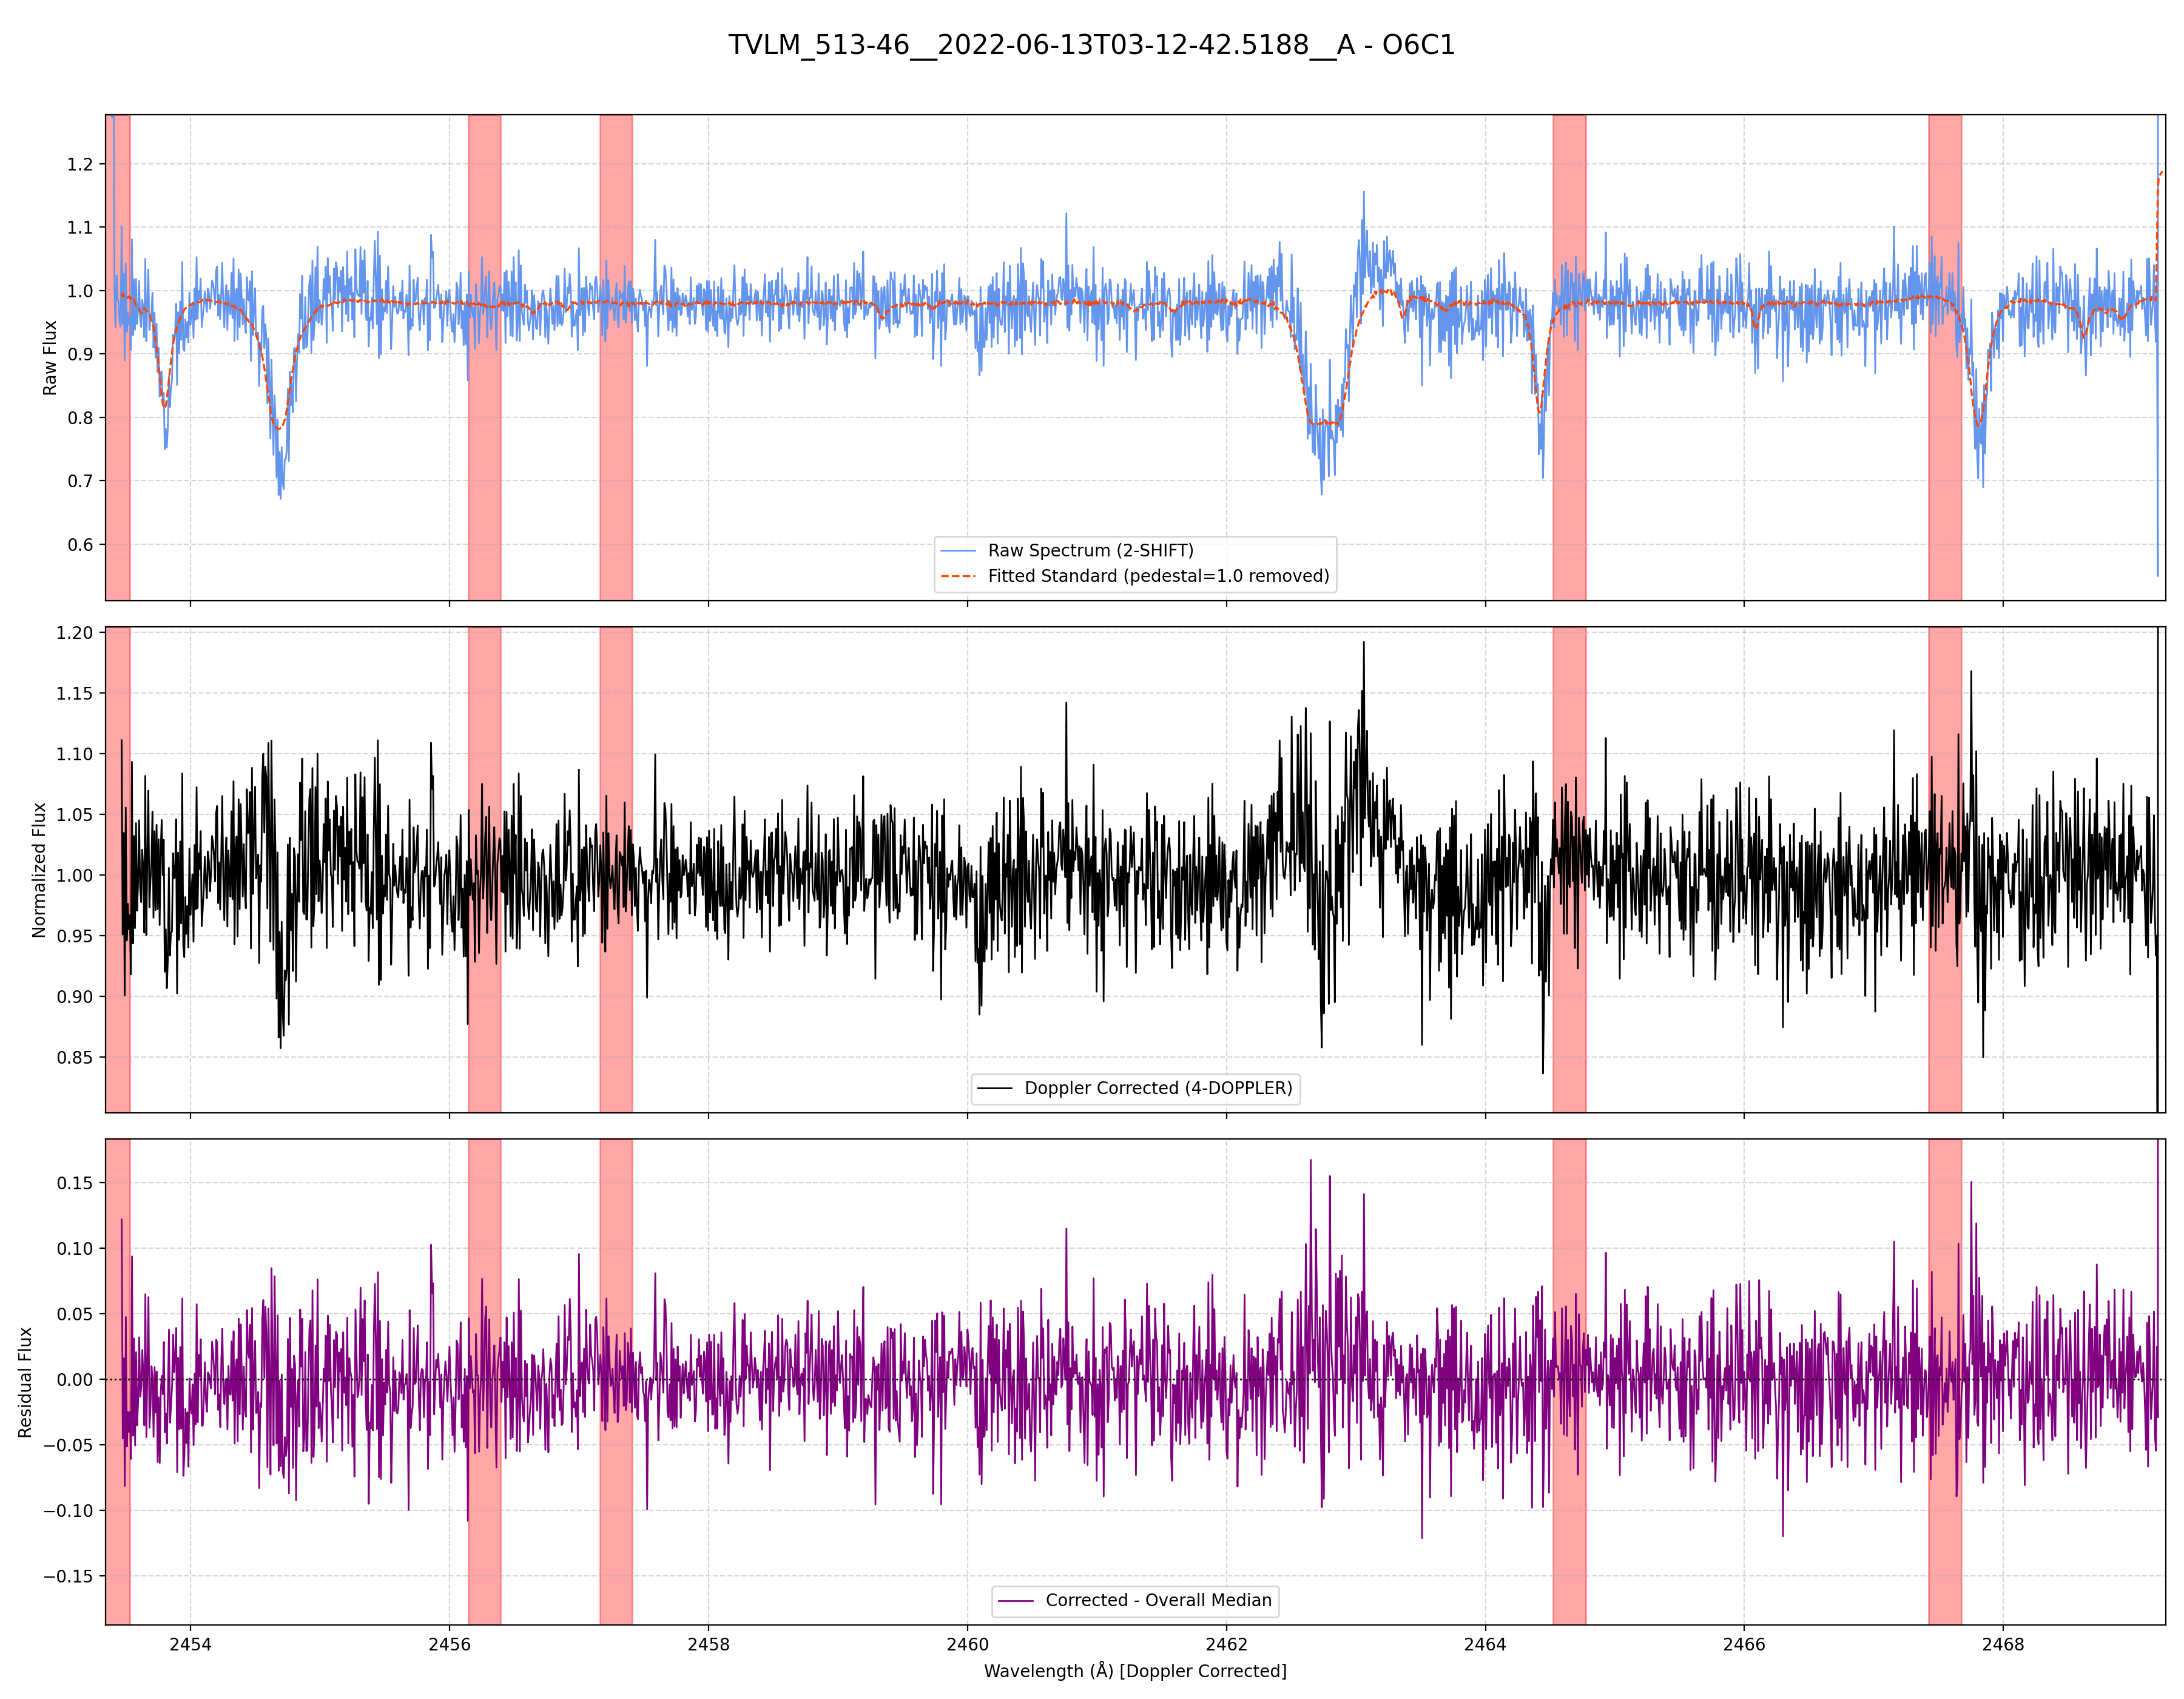 TVLM_513-46__2022-06-13T03-12-42.5188__A - O6C1
1.2
1.1
1.0
0.9
0.8
0.7
0.6
Raw Flux
Raw Spectrum (2-SHIFT)
Fitted Standard (pedestal=1.0 removed)
1.20
1.15
1.10
1.05
1.00
0.95
0.90
0.85
Normalized Flux
Doppler Corrected (4-DOPPLER)
0.15
0.10
0.05
0.00
−0.05
−0.10
−0.15
Residual Flux
Corrected - Overall Median
2454 2456 2458 2460 2462 2464 2466 2468
Wavelength (Å) [Doppler Corrected]